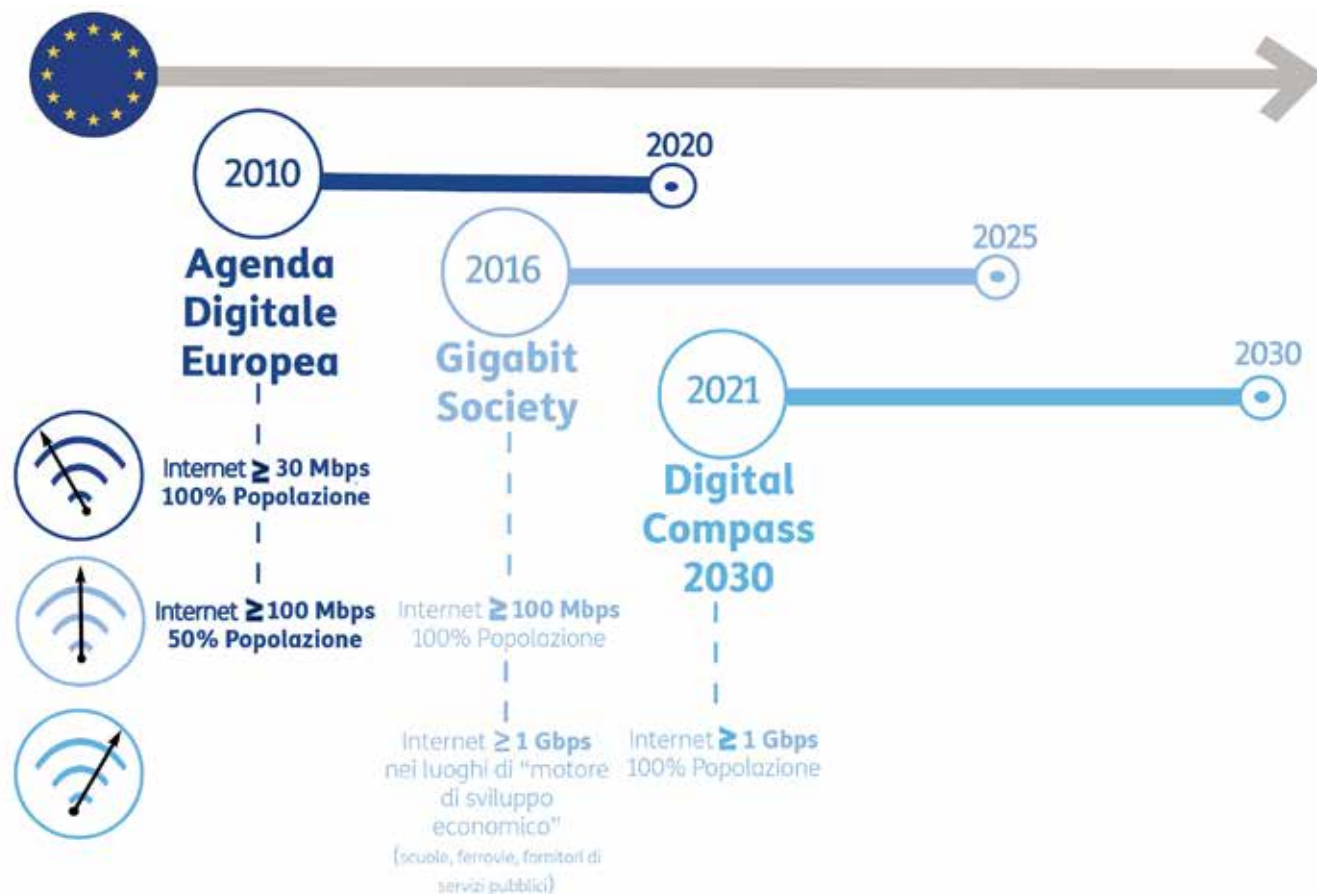 2010
2020
Agenda
Digitale
Europea
Internet ≥ 30 Mbps
100% Popolazione
Internet ≥ 100 Mbps
50% Popolazione
2016
2025
Gigabit
Society
Internet ≥ 100 Mbps
100% Popolazione
Internet ≥ 1 Gbps
nei luoghi di "motore
di sviluppo
economico"
(scuole, ferrovie, fornitori di
servizi pubblici)
2021
2030
Digital
Compass
2030
Internet ≥ 1 Gbps
100% Popolazione